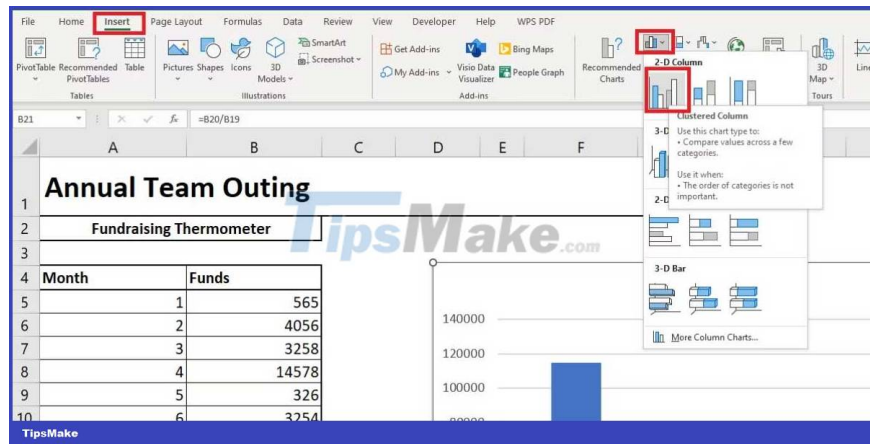 File Home Insert Page Layout Formulas Data Review View Developer Help WPS PDF
PivotTable Recommended PivotTables Table
Tables
Pictures Shapes Icons 3D Models
SmartArt
Screenshot
Illustrations
Get Add-ins
My Add-ins
Visio Data Visualizer
Bing Maps
People Graph
Add-ins
Recommended Charts
3D Map
Tours
Line
2-D Column
Clustered Column
Use this chart type to:
• Compare values across a few
categories.
Use it when:
• The order of categories is not
important.
3-D
2-D
3-D Bar
More Column Charts...
B21 fx =B20/B19
A B C D E F
1 Annual Team Outing
2 Fundraising Thermometer
3
4 Month Funds
5 1 565
6 2 4056
7 3 3258
8 4 14578
9 5 326
10 6 3254
140000
120000
100000
80000
TipsMake.com
TipsMake